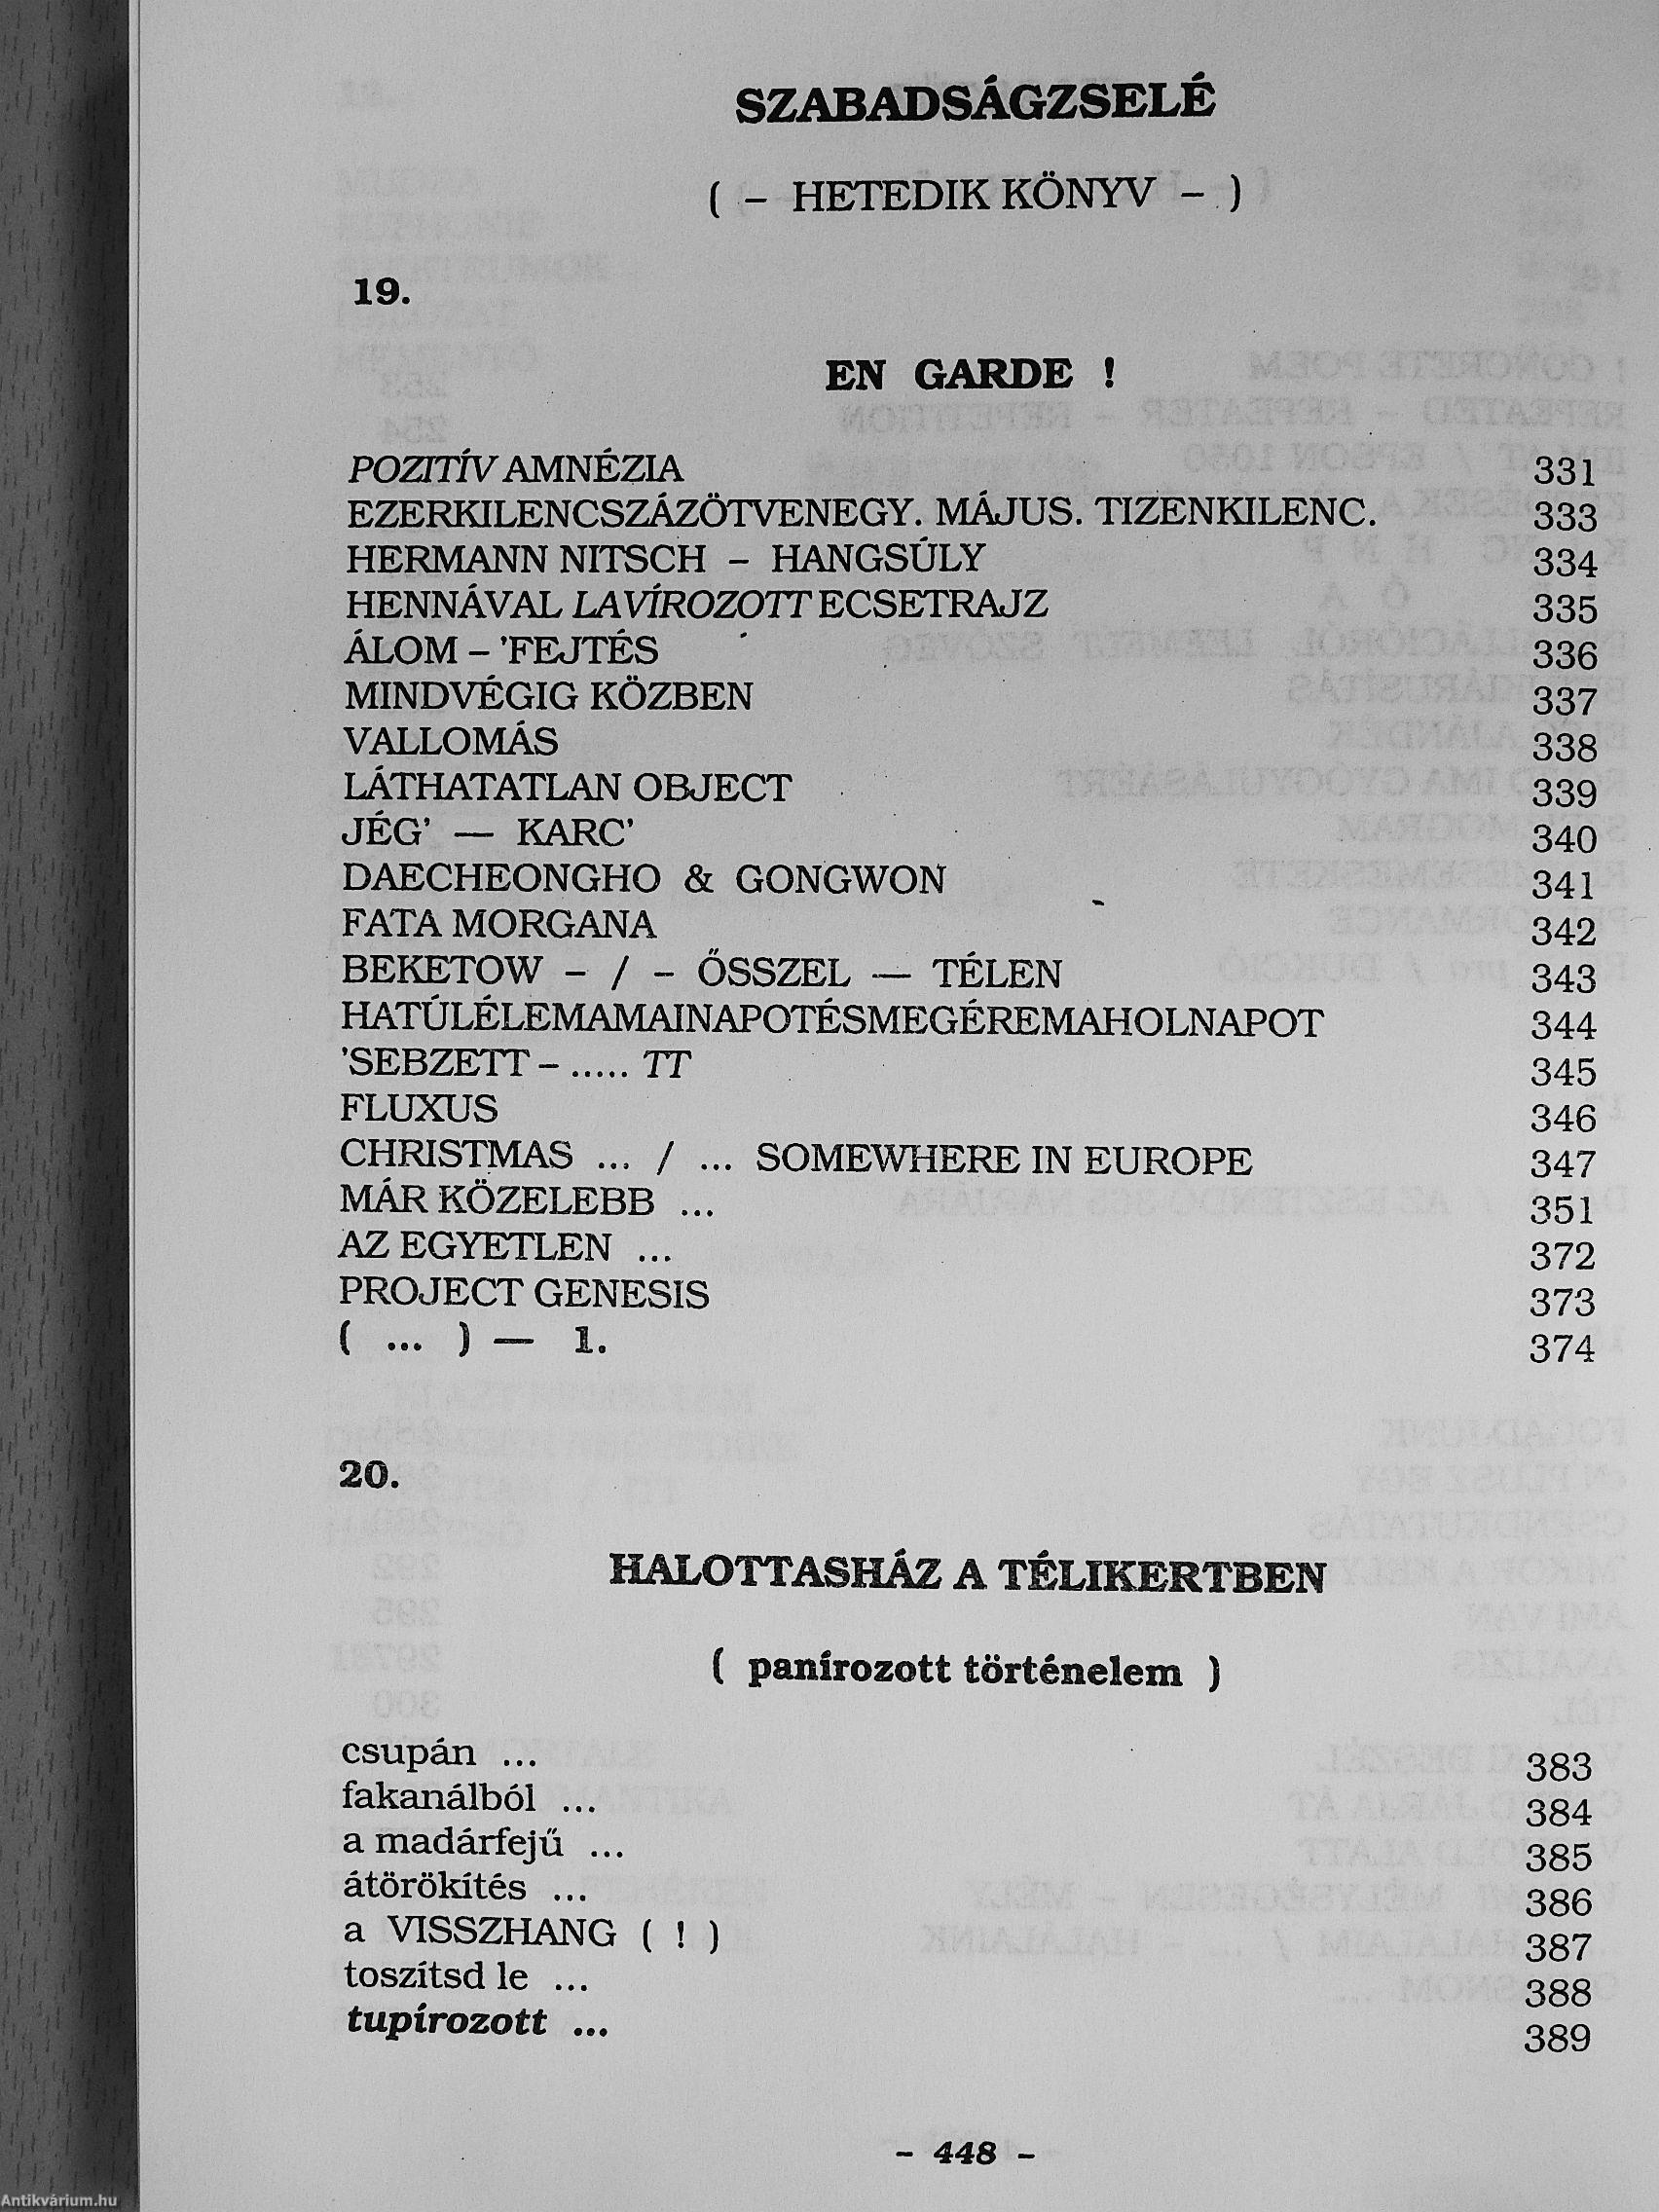 SZABADSÁGZSELÉ
( – HETEDIK KÖNYV – )
19.
EN GARDE !
POZITÍV AMNÉZIA 331
EZERKILENCSZÁZÖTVENEGY. MÁJUS. TIZENKILENC. 333
HERMANN NITSCH – HANGSÚLY 334
HENNÁVAL LAVÍROZOTT ECSETRAJZ 335
ÁLOM – 'FEJTÉS 336
MINDVÉGIG KÖZBEN 337
VALLOMÁS 338
LÁTHATATLAN OBJECT 339
JÉG' — KARC' 340
DAECHEONGHO & GONGWON 341
FATA MORGANA 342
BEKETOW – / – ŐSSZEL — TÉLEN 343
HATÚLÉLEMAMAINAPOTÉSMEGÉREMAHOLNAPOT 344
'SEBZETT – ..... TT 345
FLUXUS 346
CHRISTMAS ... / ... SOMEWHERE IN EUROPE 347
MÁR KÖZELEBB ... 351
AZ EGYETLEN ... 372
PROJECT GENESIS 373
( ... ) — 1. 374
20.
HALOTTASHÁZ A TÉLIKERTBEN
( panírozott történelem )
csupán ... 383
fakanálból ... 384
a madárfejű ... 385
átörökítés ... 386
a VISSZHANG ( ! ) 387
toszítsd le ... 388
tupírozott ... 389
– 448 –
Antikvárium.hu